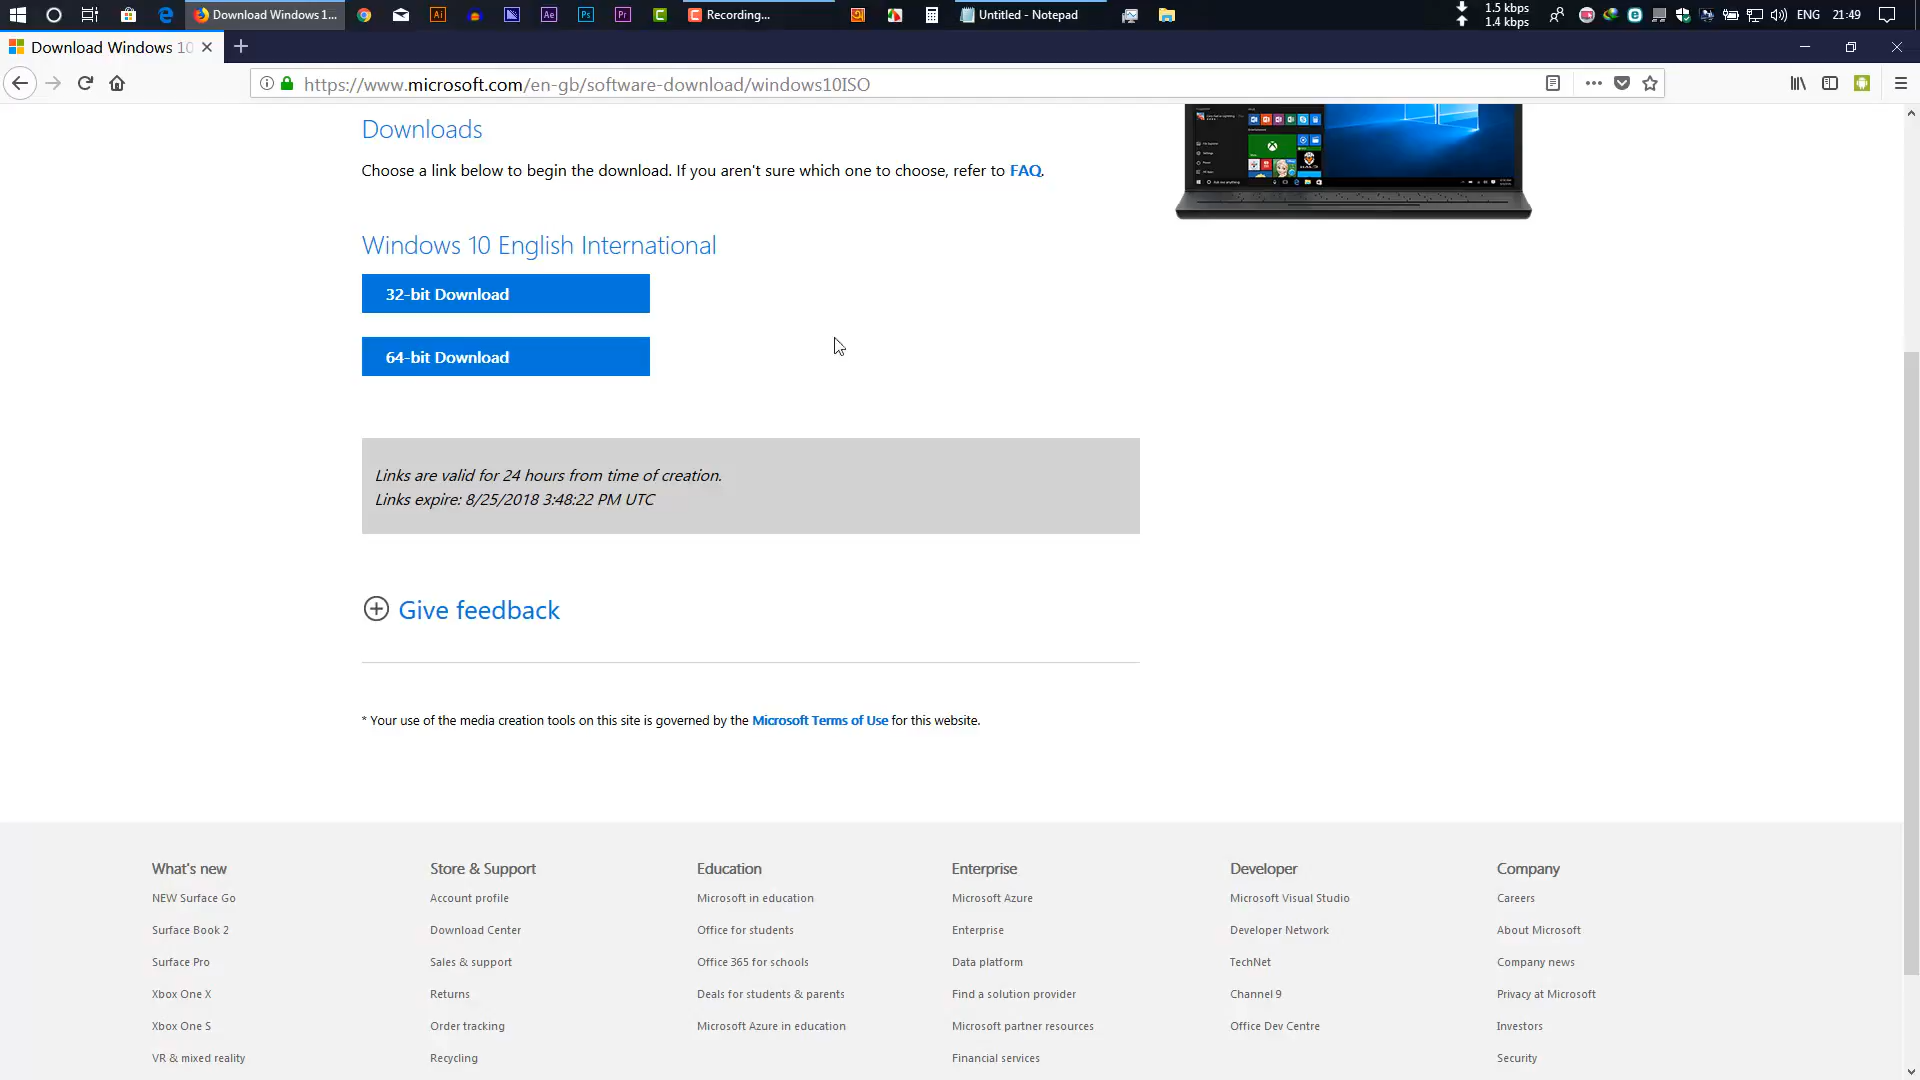 Download Windows 1...
Recording...
Untitled - Notepad
1.5 kbps
1.4 kbps
ENG
21:49
Download Windows 10
https://www.microsoft.com/en-gb/software-download/windows10ISO
Downloads
Choose a link below to begin the download. If you aren't sure which one to choose, refer to FAQ.
Windows 10 English International
32-bit Download
64-bit Download
Links are valid for 24 hours from time of creation.
Links expire: 8/25/2018 3:48:22 PM UTC
Give feedback
* Your use of the media creation tools on this site is governed by the Microsoft Terms of Use for this website.
What's new
NEW Surface Go
Surface Book 2
Surface Pro
Xbox One X
Xbox One S
VR & mixed reality
Store & Support
Account profile
Download Center
Sales & support
Returns
Order tracking
Recycling
Education
Microsoft in education
Office for students
Office 365 for schools
Deals for students & parents
Microsoft Azure in education
Enterprise
Microsoft Azure
Enterprise
Data platform
Find a solution provider
Microsoft partner resources
Financial services
Developer
Microsoft Visual Studio
Developer Network
TechNet
Channel 9
Office Dev Centre
Company
Careers
About Microsoft
Company news
Privacy at Microsoft
Investors
Security